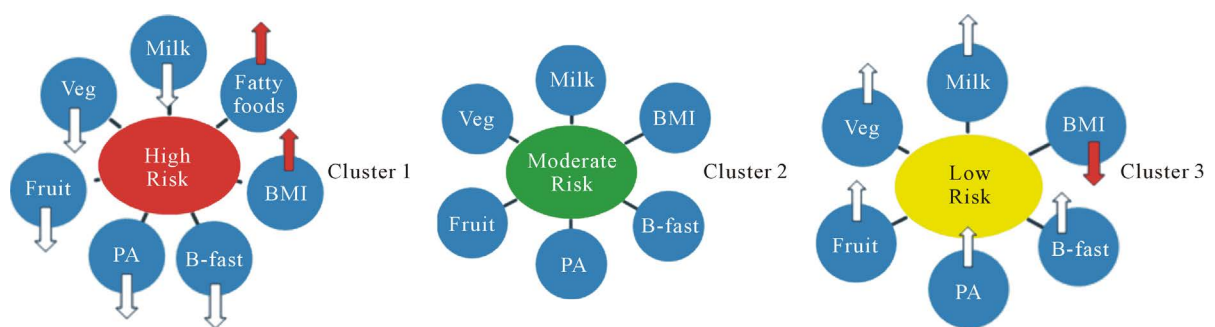 Milk
Veg
Fatty
foods
High
Risk
Fruit
BMI
PA
B-fast
Cluster 1
Milk
Veg
BMI
Moderate
Risk
Fruit
B-fast
PA
Cluster 2
Milk
Veg
BMI
Low
Risk
Fruit
B-fast
PA
Cluster 3